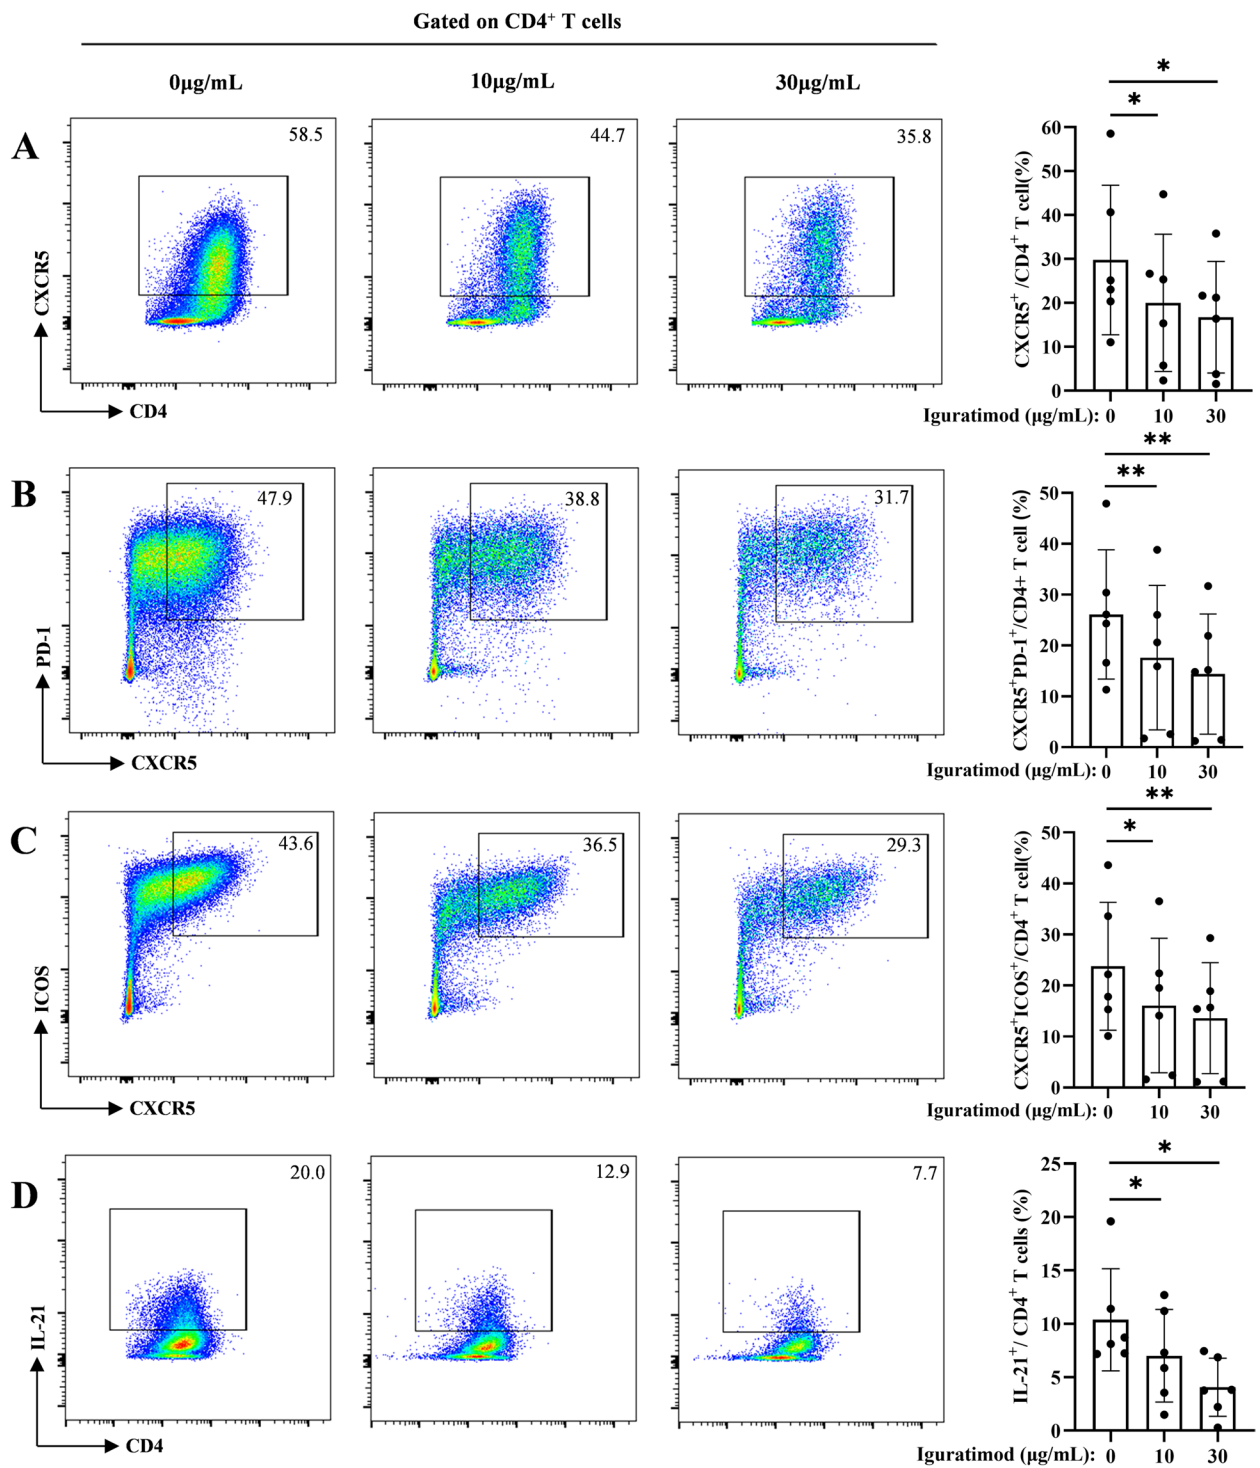 Gated on CD4⁺ T cells
0μg/mL
10μg/mL
30μg/mL
A
58.5
44.7
35.8
CXCR5
CD4
*
*
CXCR5⁺ /CD4⁺ T cell(%)
60
50
40
30
20
10
0
Iguratimod (μg/mL): 0 10 30
B
47.9
38.8
31.7
PD-1
CXCR5
**
**
CXCR5⁺PD-1⁺/CD4+ T cell (%)
50
40
30
20
10
0
Iguratimod (μg/mL): 0 10 30
C
43.6
36.5
29.3
ICOS
CXCR5
**
*
CXCR5⁺ICOS⁺/CD4⁺ T cell(%)
50
40
30
20
10
0
Iguratimod (μg/mL): 0 10 30
D
20.0
12.9
7.7
IL-21
CD4
*
*
IL-21⁺/ CD4⁺ T cells (%)
25
20
15
10
5
0
Iguratimod (μg/mL): 0 10 30